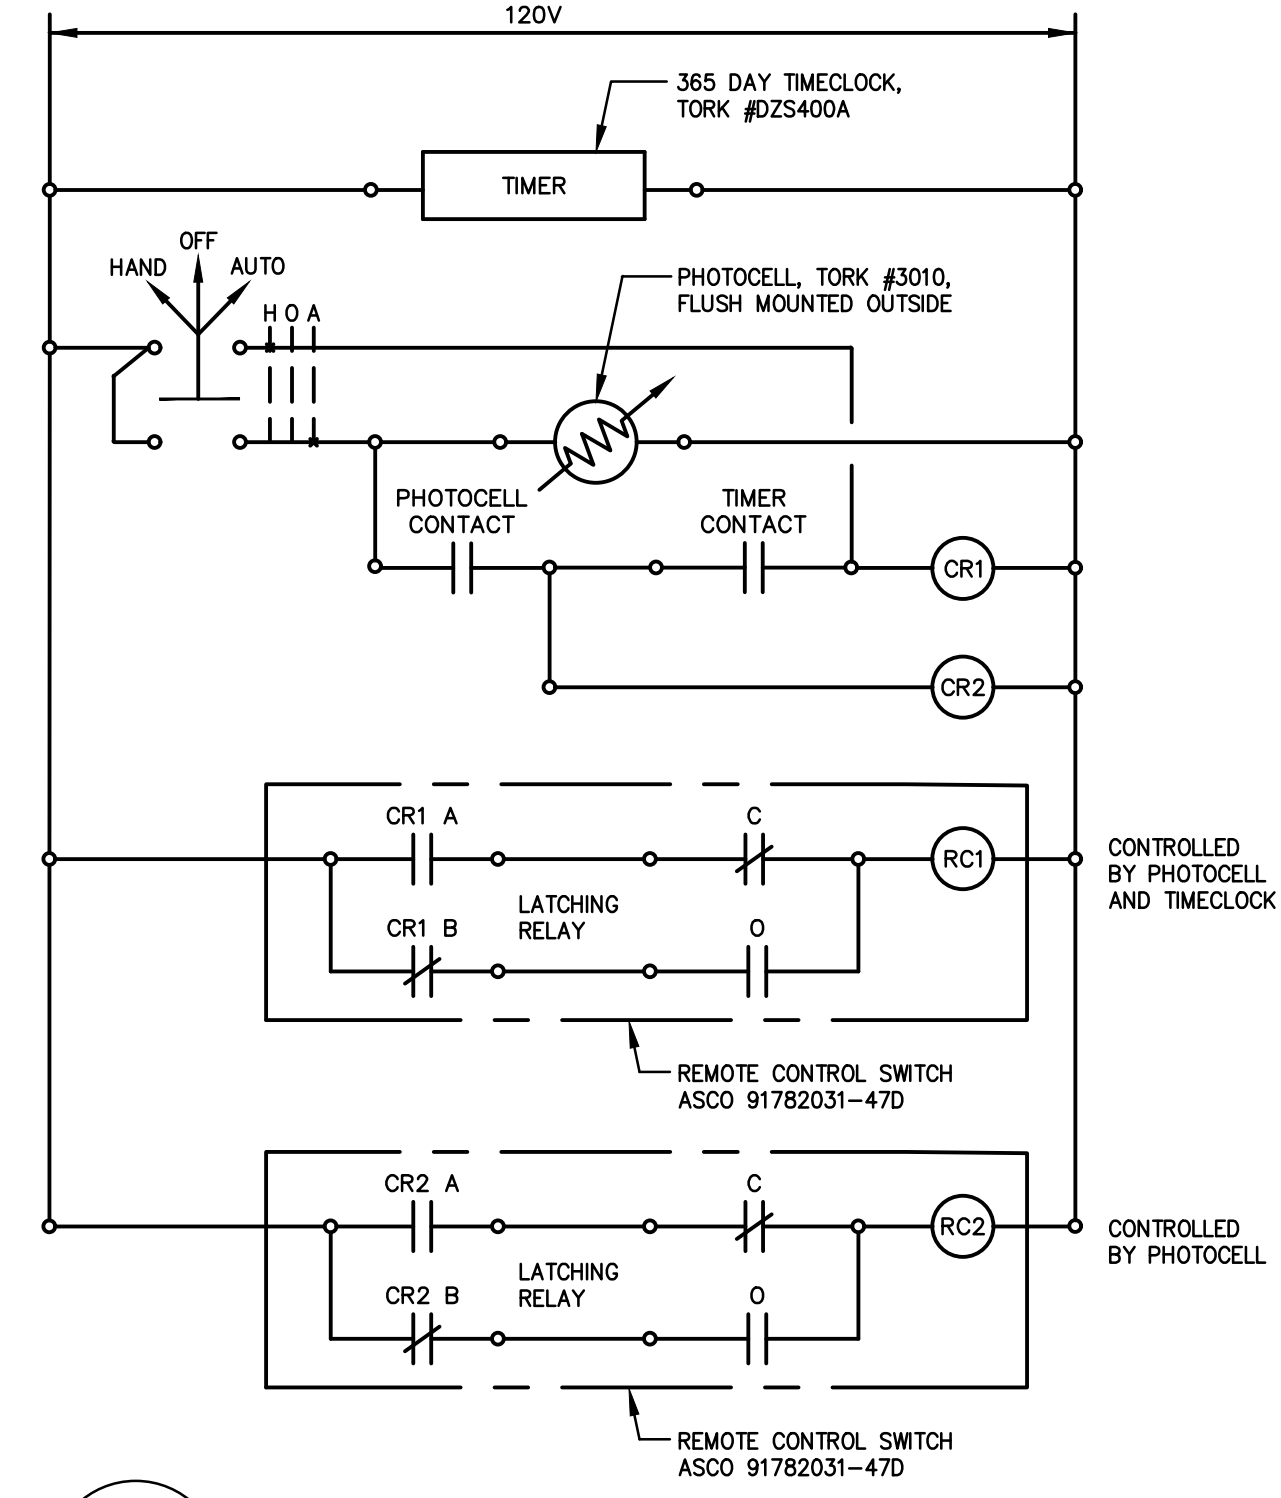 120V
365 DAY TIMECLOCK,
TORK #DZS400A
TIMER
OFF
HAND
AUTO
H O A
PHOTOCELL, TORK #3010,
FLUSH MOUNTED OUTSIDE
PHOTOCELL
CONTACT
TIMER
CONTACT
CR1
CR2
CR1 A
C
RC1
CONTROLLED
BY PHOTOCELL
AND TIMECLOCK
LATCHING
RELAY
CR1 B
O
REMOTE CONTROL SWITCH
ASCO 91782031-47D
CR2 A
C
RC2
CONTROLLED
BY PHOTOCELL
LATCHING
RELAY
CR2 B
O
REMOTE CONTROL SWITCH
ASCO 91782031-47D